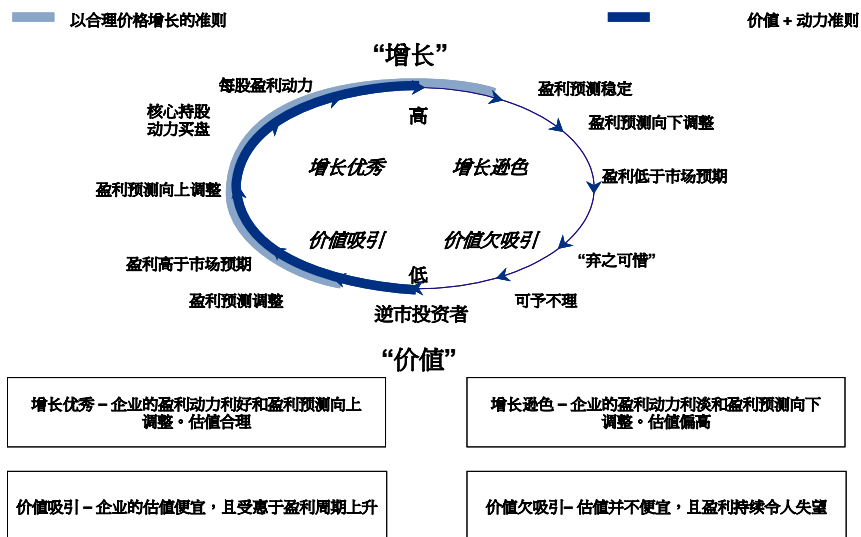 以合理价格增长的准则
价值 + 动力准则
“增长”
每股盈利动力
盈利预测稳定
高
核心持股
动力买盘
盈利预测向下调整
增长优秀
增长逊色
盈利低于市场预期
盈利预测向上调整
价值吸引
价值欠吸引
盈利高于市场预期
“弃之可惜”
低
盈利预测调整
可予不理
逆市投资者
“价值”
增长优秀 – 企业的盈利动力利好和盈利预测向上
调整。估值合理
增长逊色 – 企业的盈利动力利淡和盈利预测向下
调整。估值偏高
价值吸引 – 企业的估值便宜，且受惠于盈利周期上升
价值欠吸引– 估值并不便宜，且盈利持续令人失望